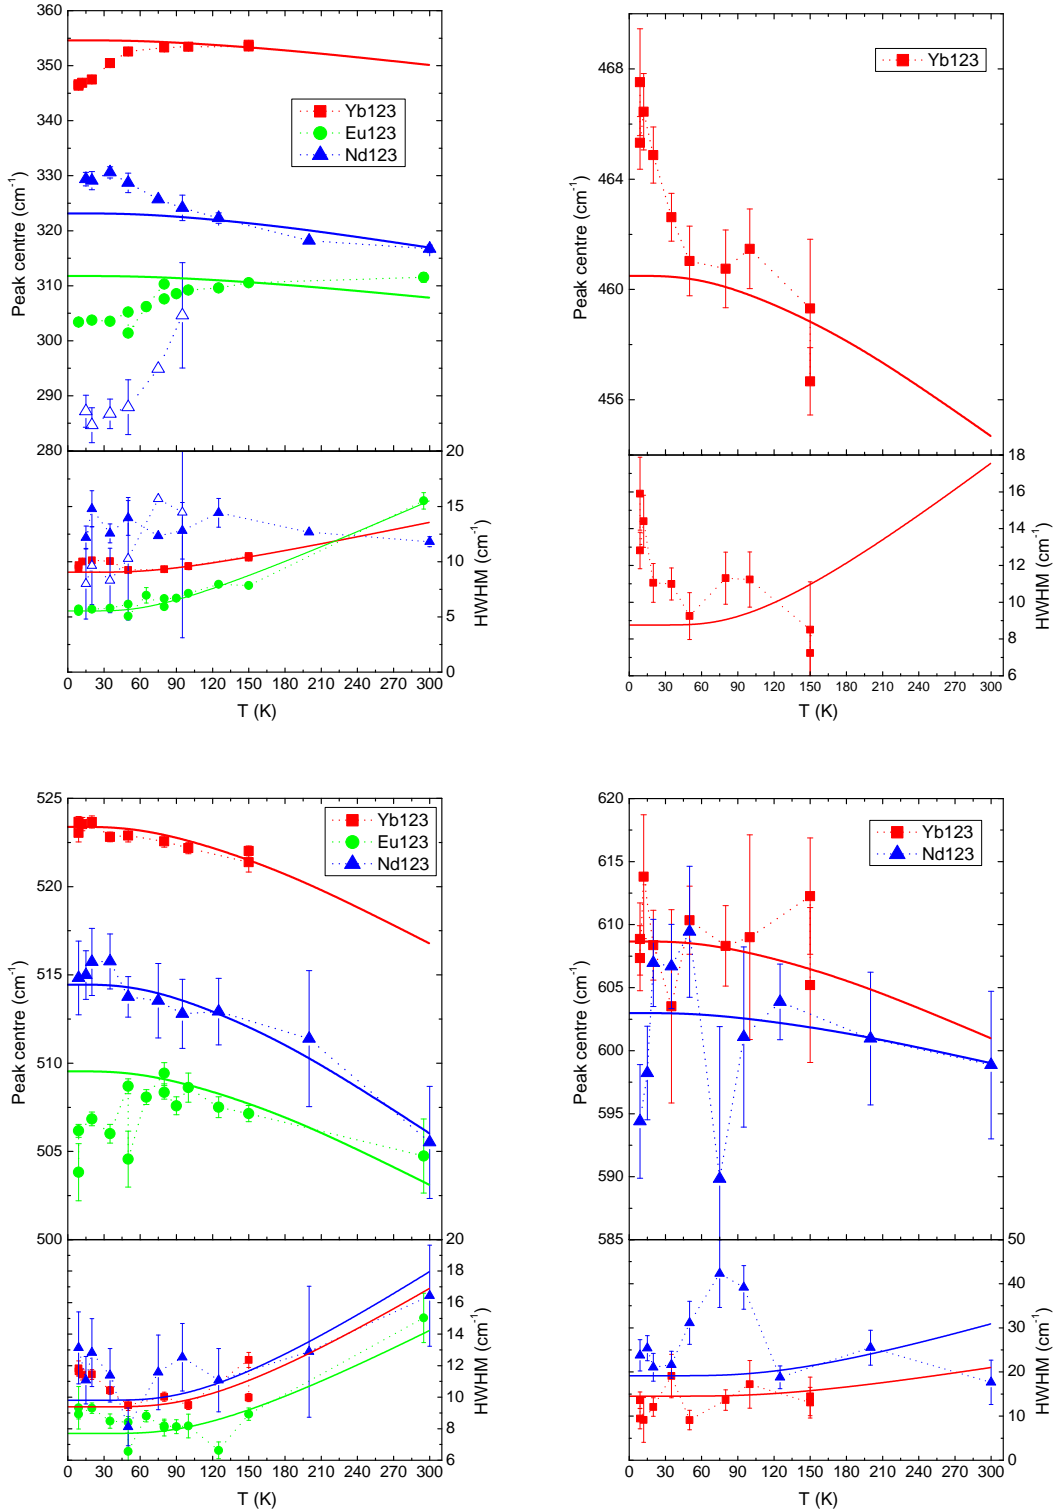 360
350
340
330
320
310
300
290
280
Peak centre (cm⁻¹)
Yb123
Eu123
Nd123
20
15
10
5
0
HWHM (cm⁻¹)
0 30 60 90 120 150 180 210 240 270 300
T (K)
468
464
460
456
Peak centre (cm⁻¹)
Yb123
18
16
14
12
10
8
6
HWHM (cm⁻¹)
0 30 60 90 120 150 180 210 240 270 300
T (K)
525
520
515
510
505
500
Peak centre (cm⁻¹)
Yb123
Eu123
Nd123
20
18
16
14
12
10
8
6
HWHM (cm⁻¹)
0 30 60 90 120 150 180 210 240 270 300
T (K)
620
615
610
605
600
595
590
585
Peak centre (cm⁻¹)
Yb123
Nd123
50
40
30
20
10
0
HWHM (cm⁻¹)
0 30 60 90 120 150 180 210 240 270 300
T (K)